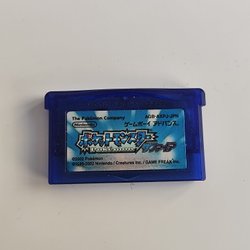 The Pokémon Company AGB-AXPJ-JPN
Nintendo ゲームボーイ アドバンス
ポケットモンスター
サファイア
©2002 Pokémon
©1995-2002 Nintendo / Creatures inc. / GAME FREAK inc.